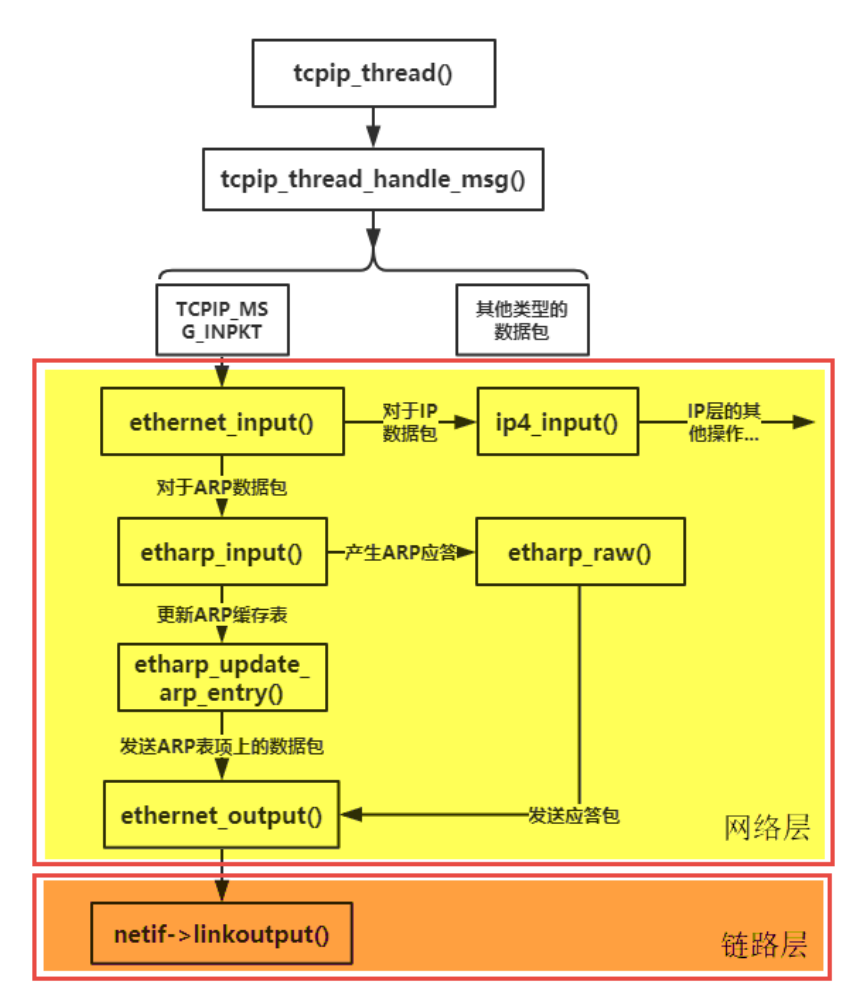 tcpip_thread()
tcpip_thread_handle_msg()
TCPIP_MS
G_INPKT
其他类型的
数据包
ethernet_input()
对于IP
数据包
ip4_input()
IP层的其
他操作...
对于ARP数据包
etharp_input()
产生ARP应答
etharp_raw()
更新ARP缓存表
etharp_update_
arp_entry()
发送ARP表项上的数据包
ethernet_output()
发送应答包
网络层
netif->linkoutput()
链路层